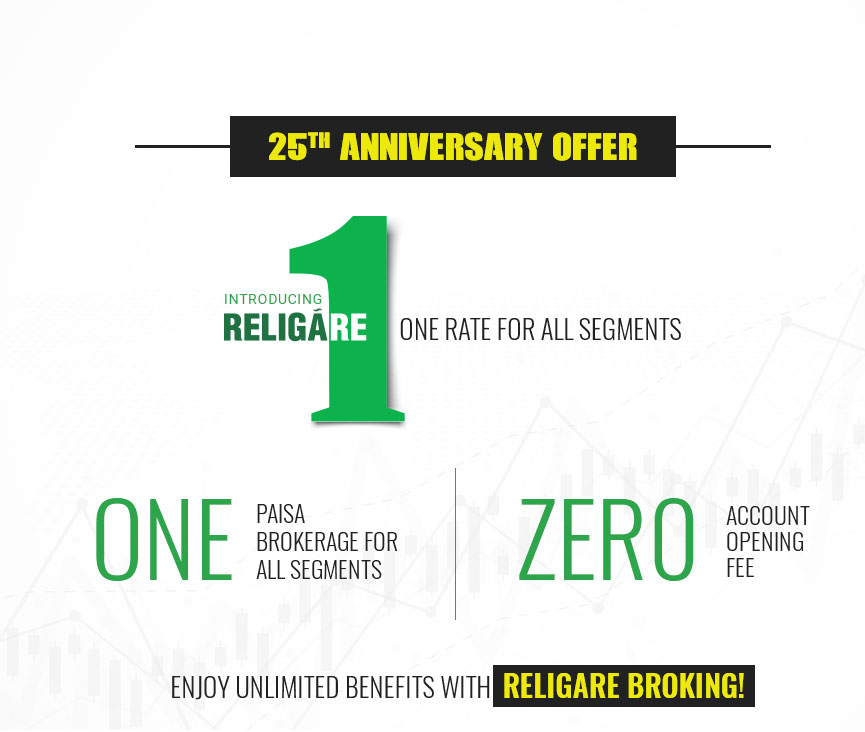 25TH ANNIVERSARY OFFER
INTRODUCING
RELIGĀRE
1
ONE RATE FOR ALL SEGMENTS
ONE
PAISA
BROKERAGE FOR
ALL SEGMENTS
ZERO
ACCOUNT
OPENING
FEE
ENJOY UNLIMITED BENEFITS WITH RELIGARE BROKING!